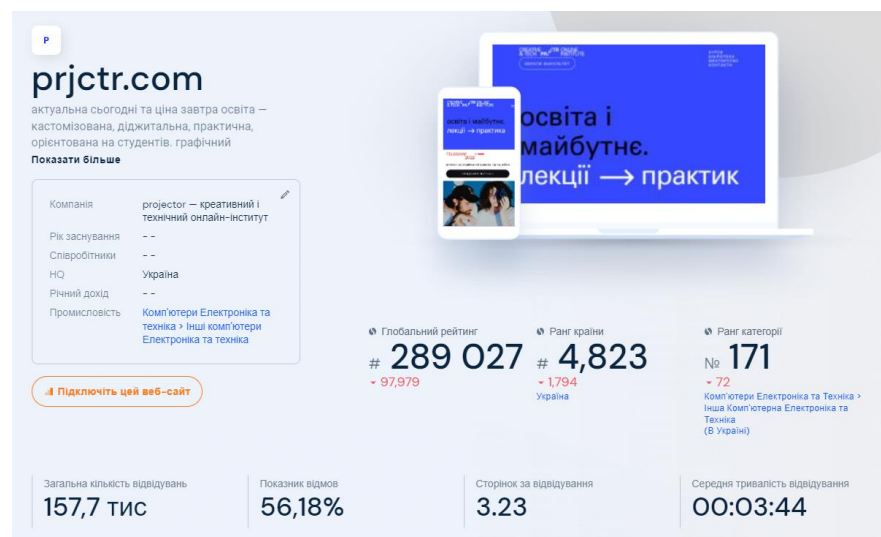 P
prjctr.com
актуальна сьогодні та ціна завтра освіта —
кастомізована, діджитальна, практична,
орієнтована на студентів. графічний
Показати більше
Компанія
projector — креативний і
технічний онлайн-інститут
Рік заснування
- -
Співробітники
- -
HQ
Україна
Річний дохід
- -
Промисловість
Комп'ютери Електроніка та
техніка > Інші комп'ютери
Електроніка та техніка
Підключіть цей веб-сайт
освіта і
майбутнє.
лекції → практик
освіта і майбутнє.
лекції → практика
Глобальний рейтинг
# 289 027
97,979
Ранг країни
# 4,823
1,794
Україна
Ранг категорії
№ 171
72
Комп'ютери Електроніка та Техніка >
Інша Комп'ютерна Електроніка та
Техніка
(В Україні)
Загальна кількість відвідувань
157,7 тис
Показник відмов
56,18%
Сторінок за відвідування
3.23
Середня тривалість відвідування
00:03:44